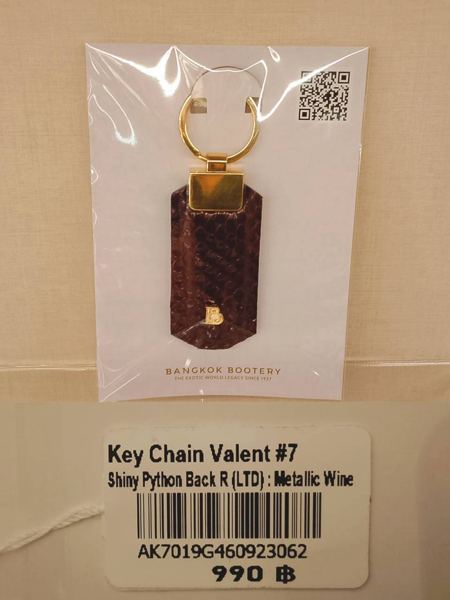 B
BANGKOK BOOTERY
THE EXOTIC WORLD LEGACY SINCE 1937
Key Chain Valent #7
Shiny Python Back R (LTD) : Metallic Wine
AK7019G460923062
990 ฿